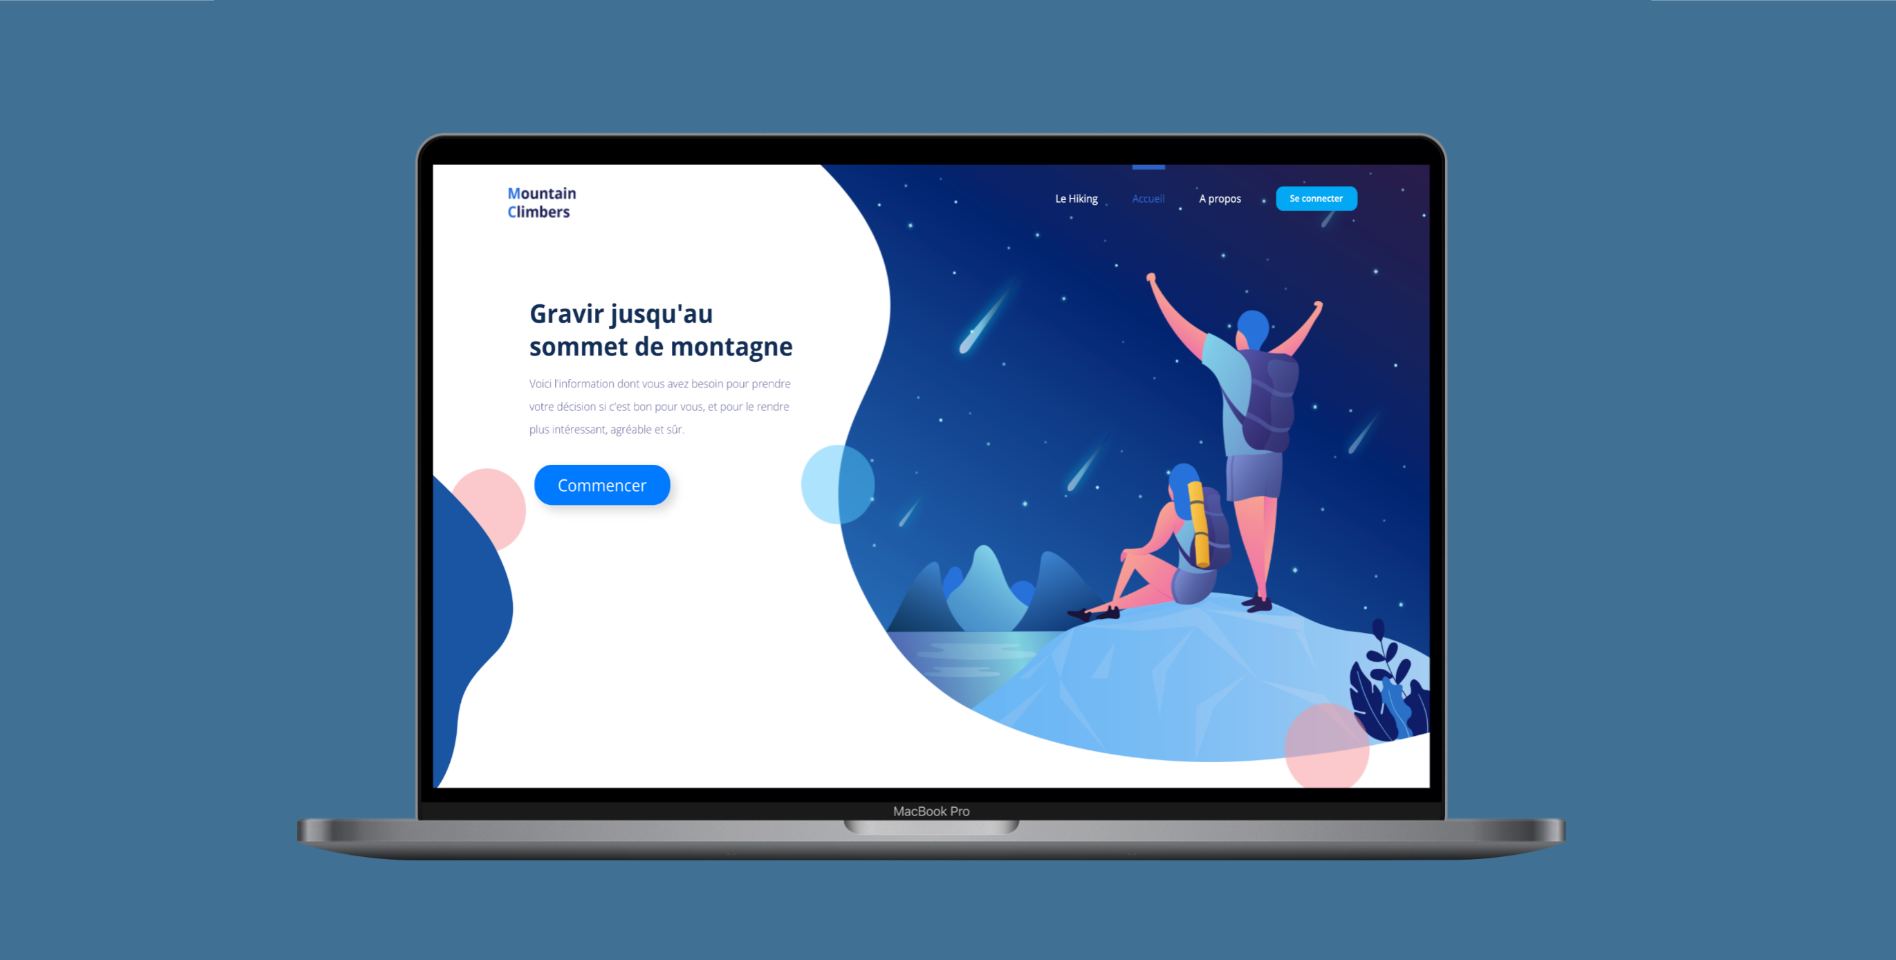 Mountain
Climbers
Le Hiking
Accueil
A propos
Se connecter
Gravir jusqu'au
sommet de montagne
Voici l'information dont vous avez besoin pour prendre
votre décision si c'est bon pour vous, et pour le rendre
plus intéressant, agréable et sûr.
Commencer
MacBook Pro